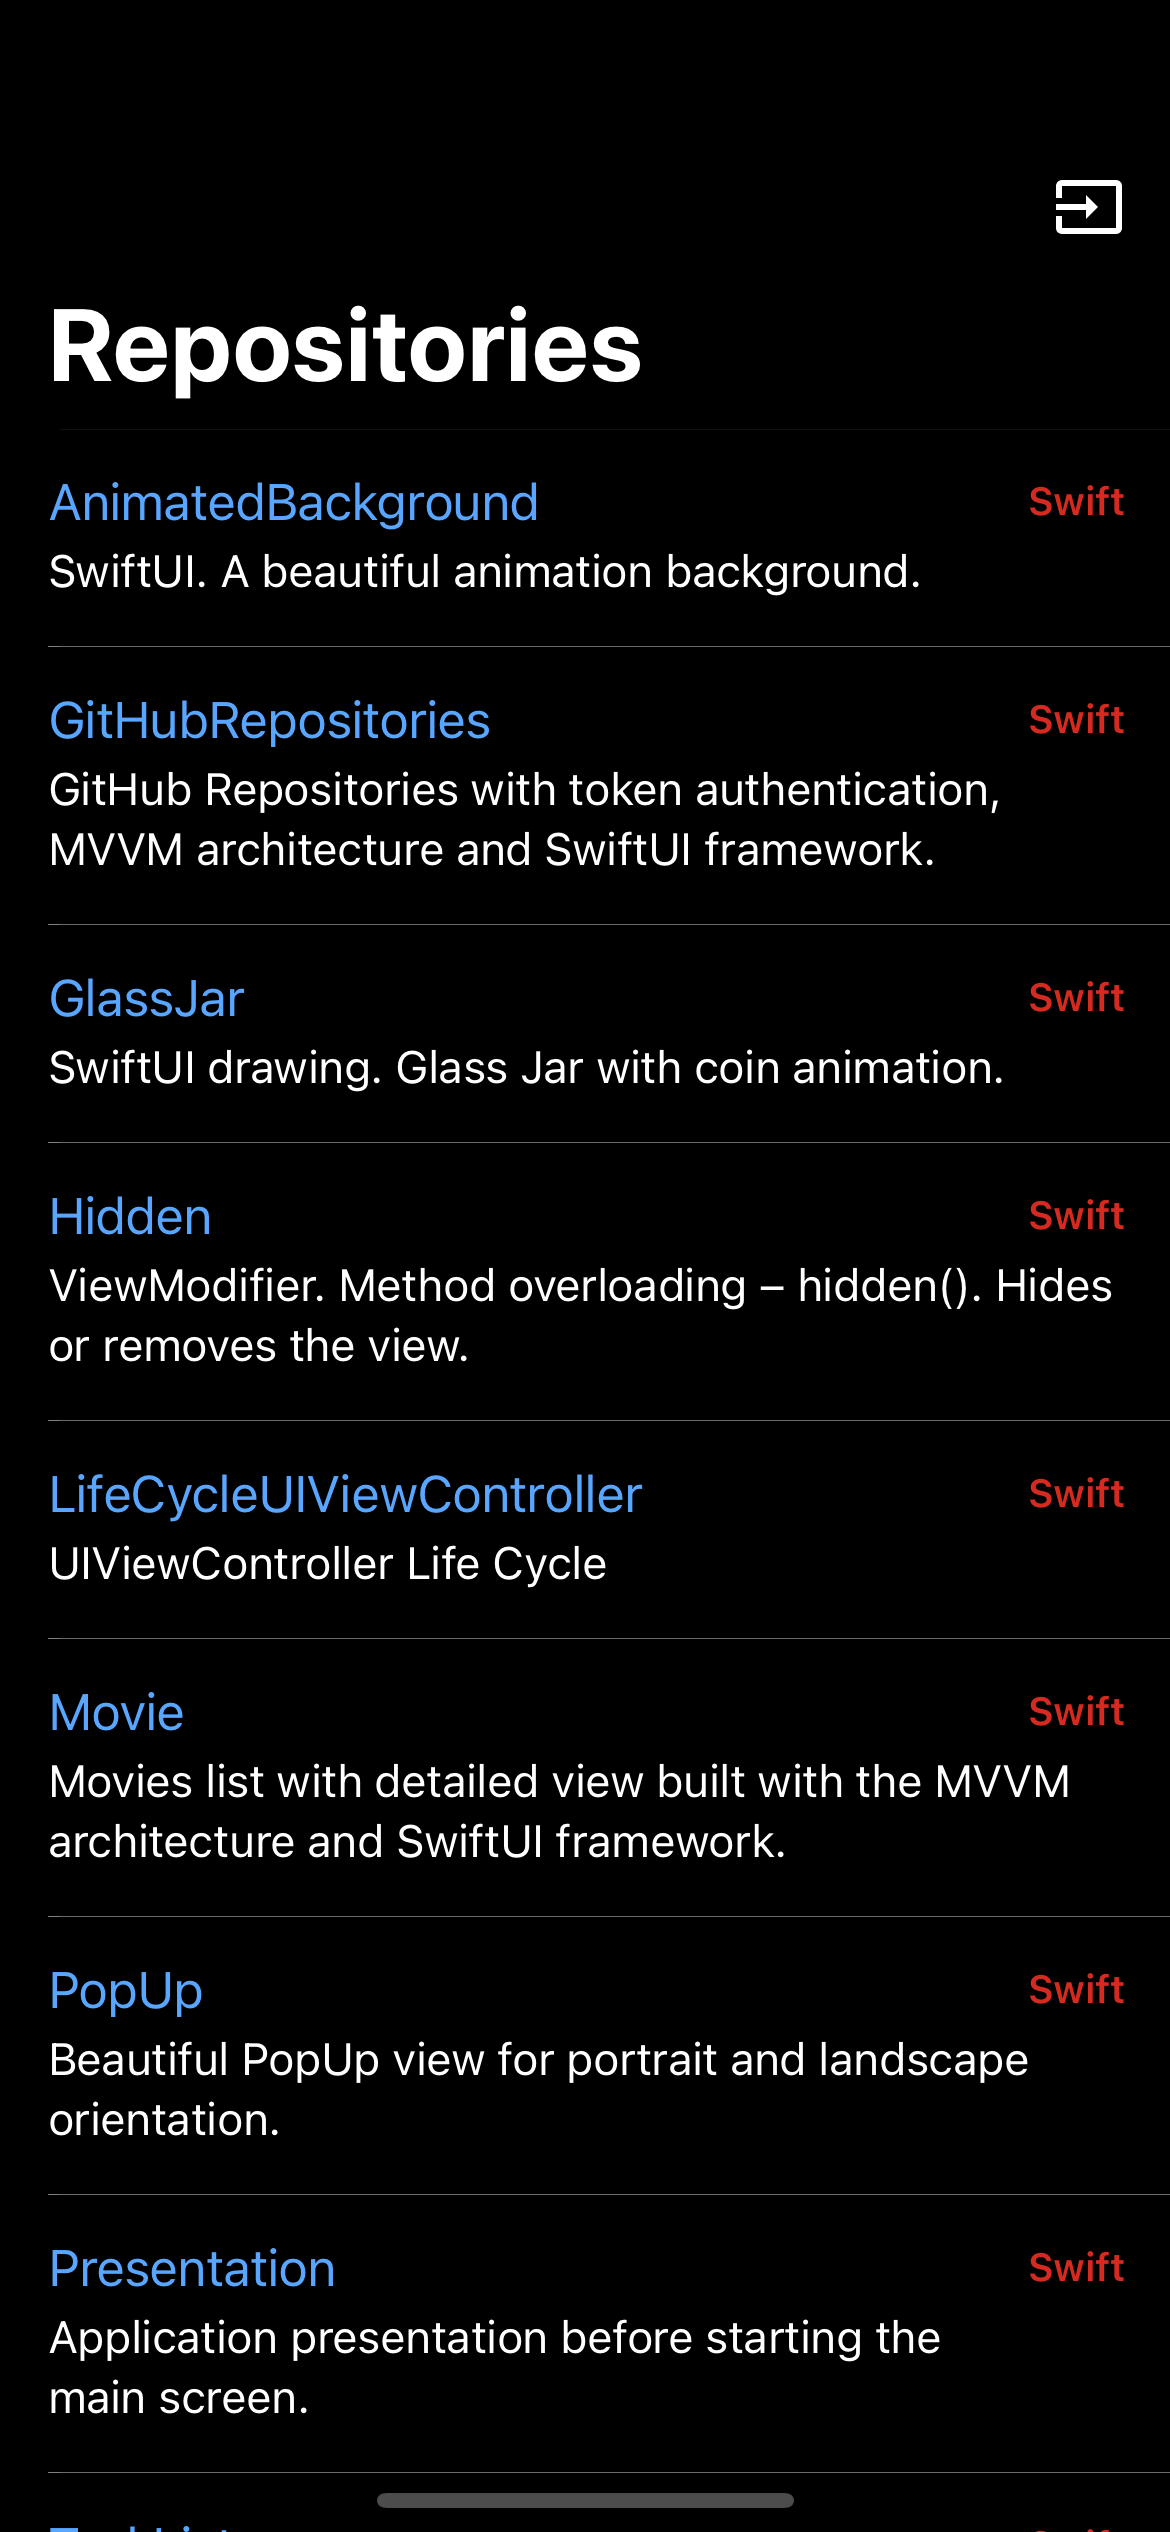 Repositories
AnimatedBackground Swift
SwiftUI. A beautiful animation background.
GitHubRepositories Swift
GitHub Repositories with token authentication,
MVVM architecture and SwiftUI framework.
GlassJar Swift
SwiftUI drawing. Glass Jar with coin animation.
Hidden Swift
ViewModifier. Method overloading – hidden(). Hides
or removes the view.
LifeCycleUIViewController Swift
UIViewController Life Cycle
Movie Swift
Movies list with detailed view built with the MVVM
architecture and SwiftUI framework.
PopUp Swift
Beautiful PopUp view for portrait and landscape
orientation.
Presentation Swift
Application presentation before starting the
main screen.